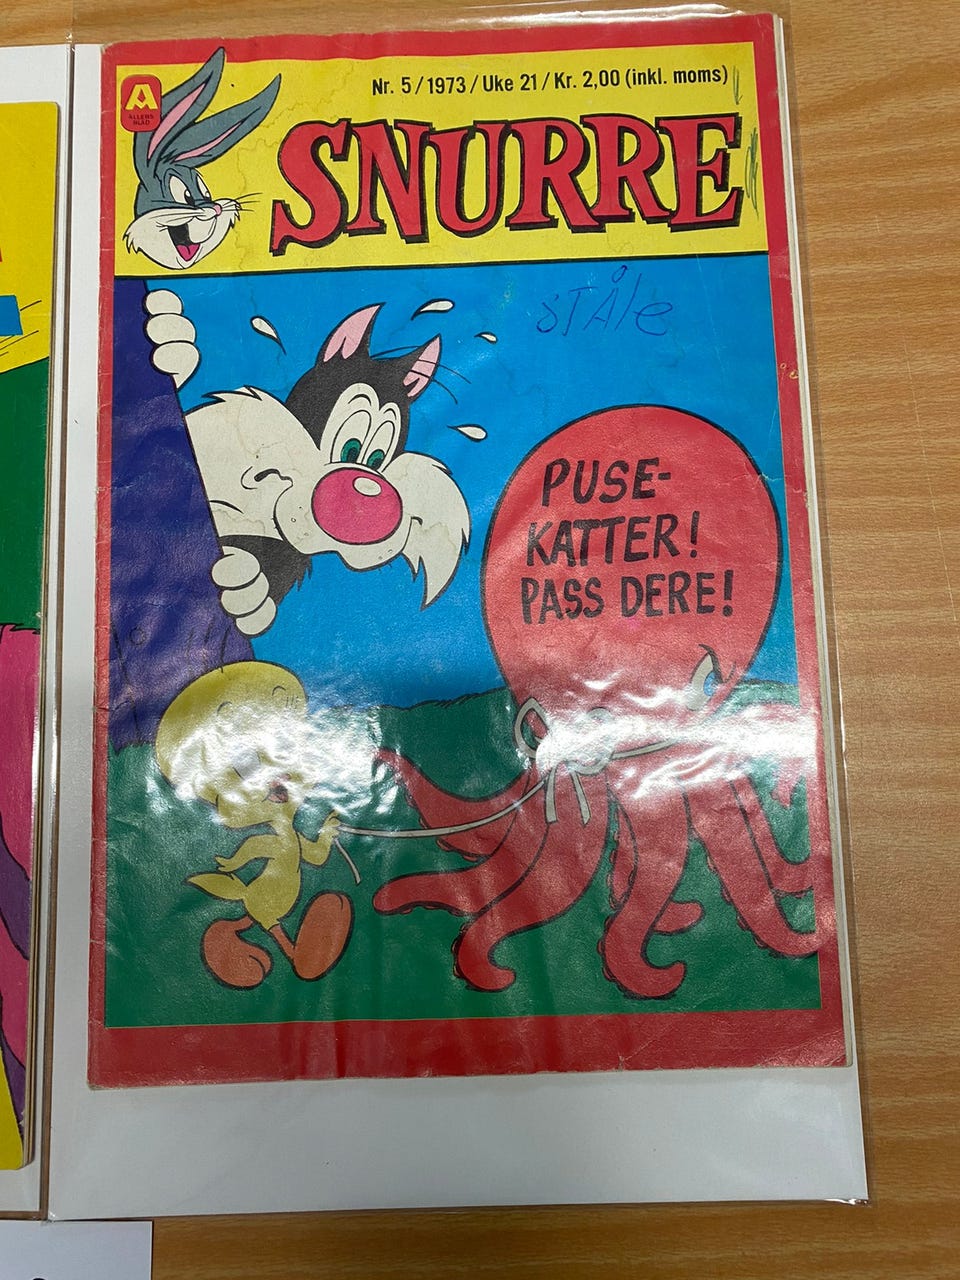 Nr. 5/1973/Uke 21/Kr. 2,00 (inkl. moms)
A
ALLERS
BLAD
SNURRE
STÅle
PUSE-
KATTER!
PASS DERE!